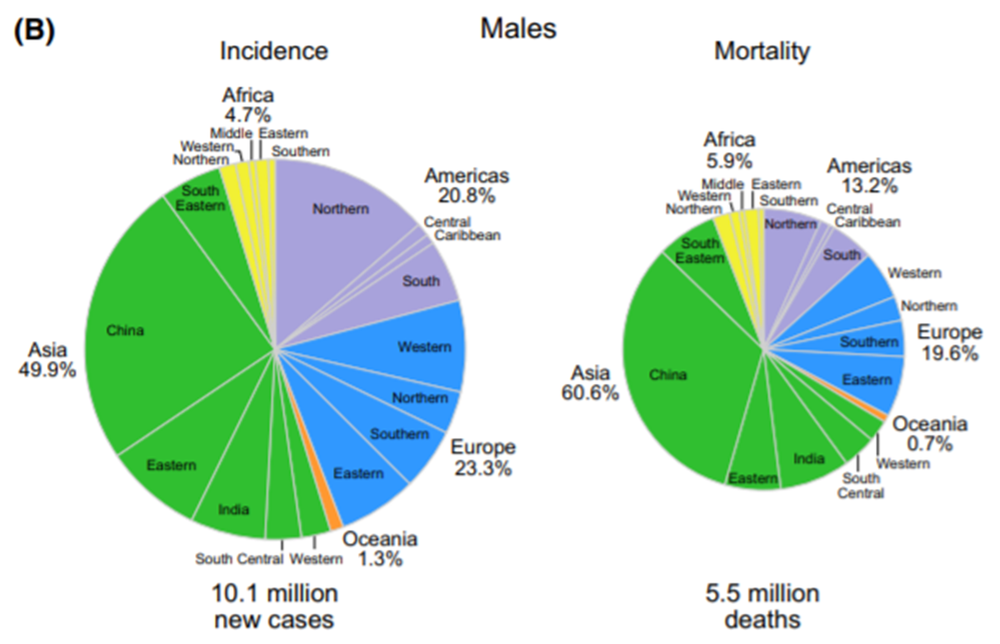 (B)
Males
Incidence
Africa
4.7%
Middle
Eastern
Western
Northern
Southern
Americas
20.8%
Northern
Central
Caribbean
South
Western
Northern
Southern
Eastern
Europe
23.3%
Oceania
1.3%
Western
South Central
India
Eastern
China
South
Eastern
Asia
49.9%
10.1 million
new cases
Mortality
Africa
5.9%
Middle
Eastern
Western
Northern
Southern
Americas
13.2%
Northern
Central
Caribbean
South
Western
Northern
Southern
Eastern
Europe
19.6%
Oceania
0.7%
Western
South
Central
India
Eastern
China
South
Eastern
Asia
60.6%
5.5 million
deaths